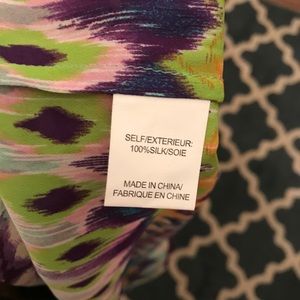 SELF/EXTERIEUR:
100%SILK/SOIE
MADE IN CHINA/
FABRIQUE EN CHINE